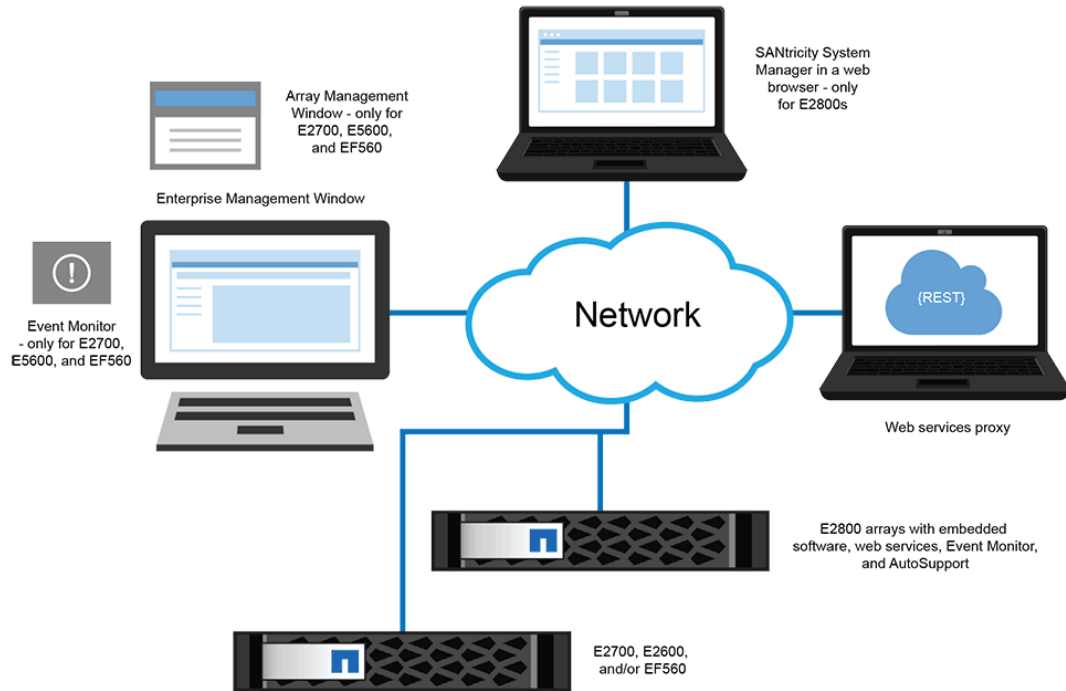 SANtricity System
Manager in a web
browser - only
for E2800s
Array Management
Window - only for
E2700, E5600,
and EF560
Enterprise Management Window
Event Monitor
- only for E2700,
E5600, and EF560
Network
{REST}
Web services proxy
E2800 arrays with embedded
software, web services, Event Monitor,
and AutoSupport
E2700, E2600,
and/or EF560